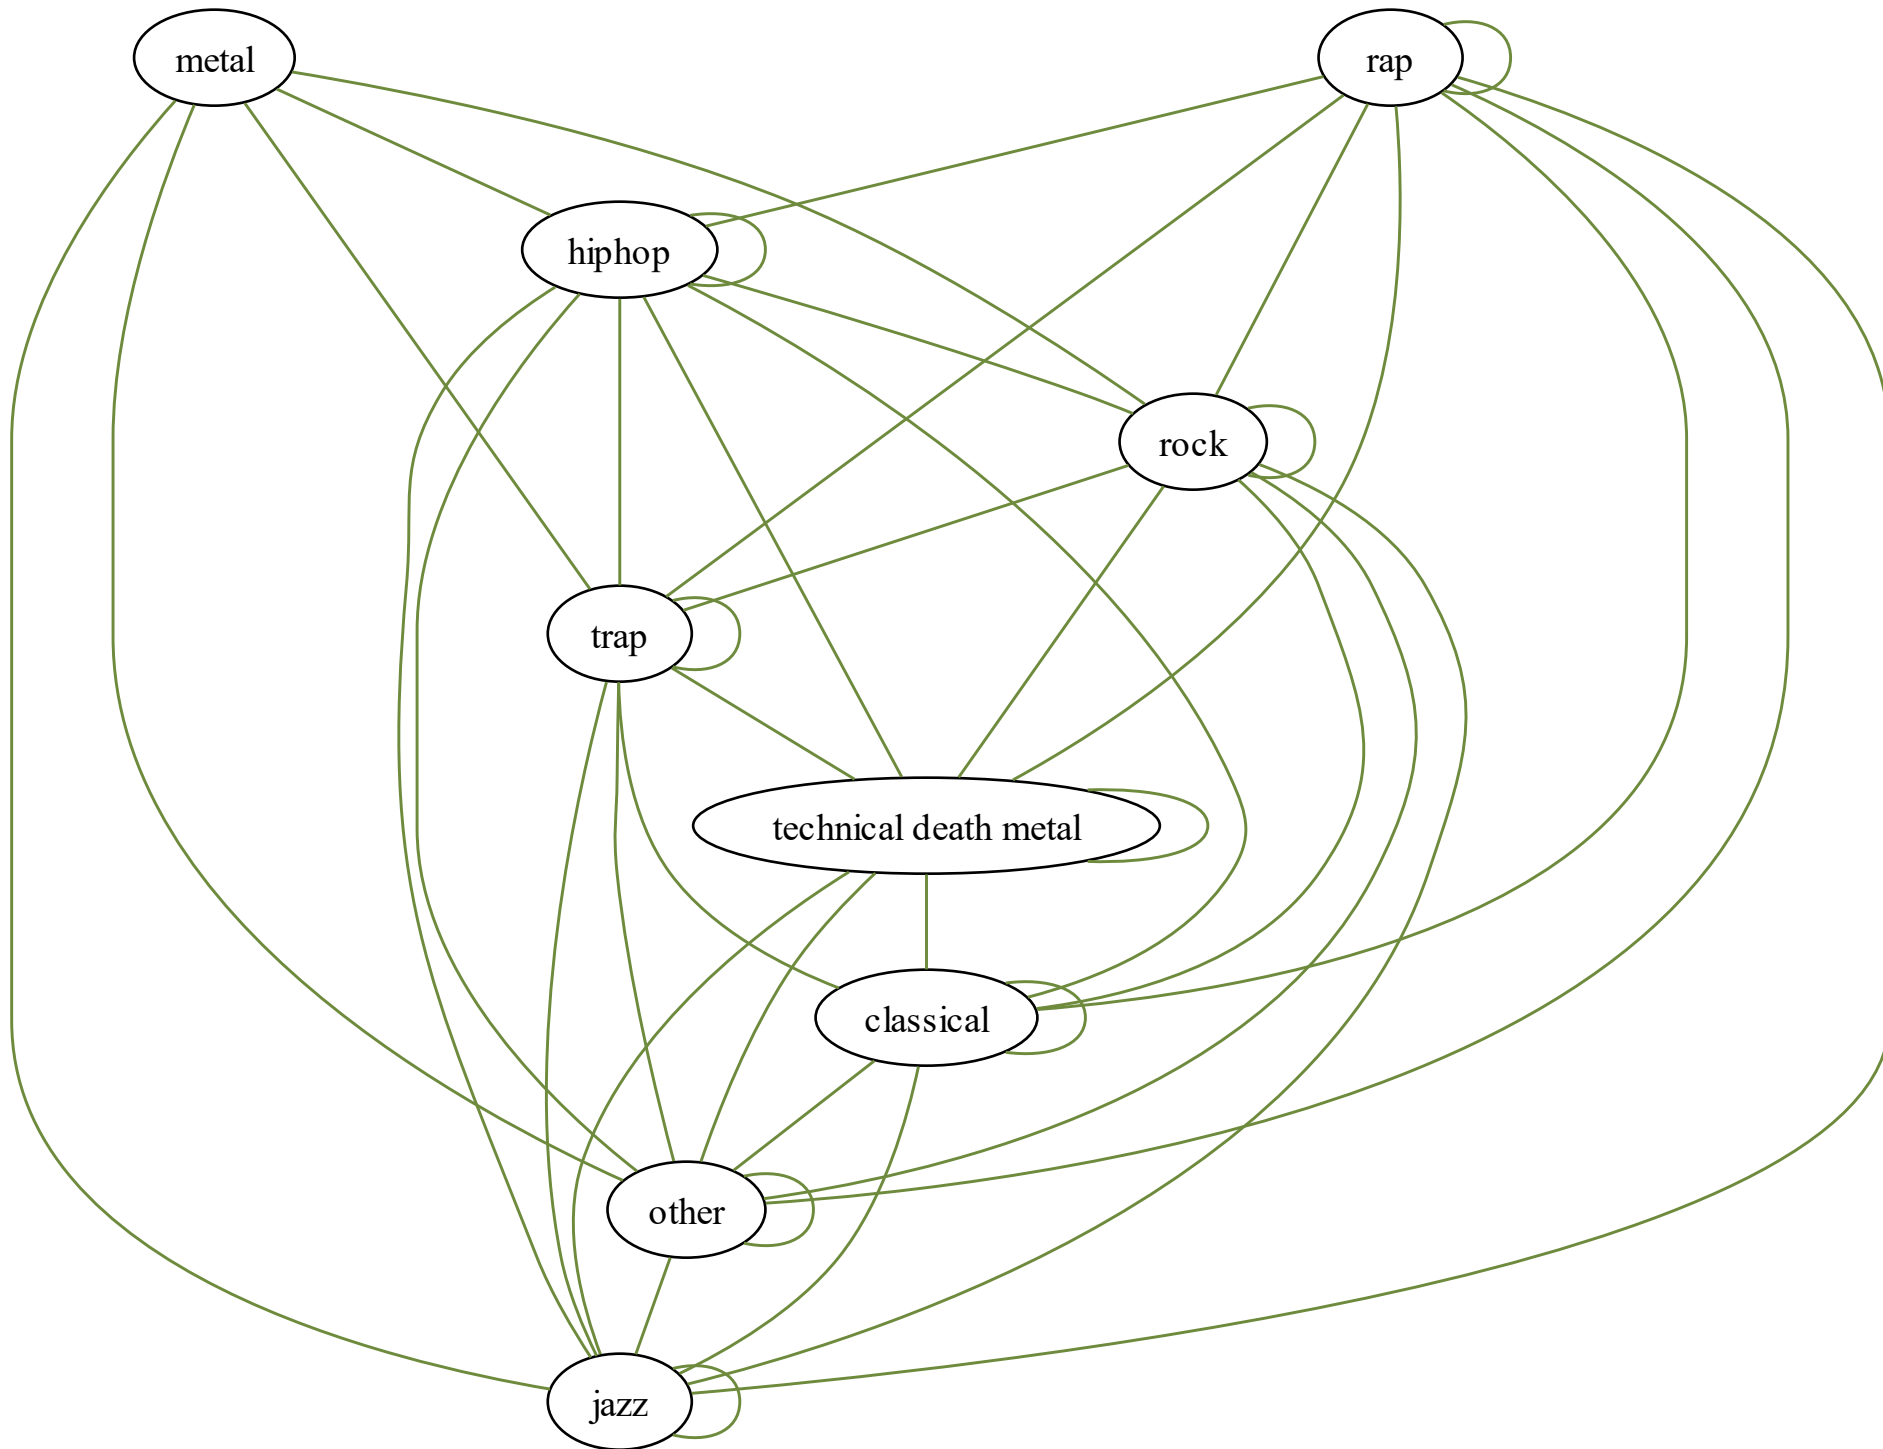 metal
rap
hiphop
rock
trap
technical death metal
classical
other
jazz